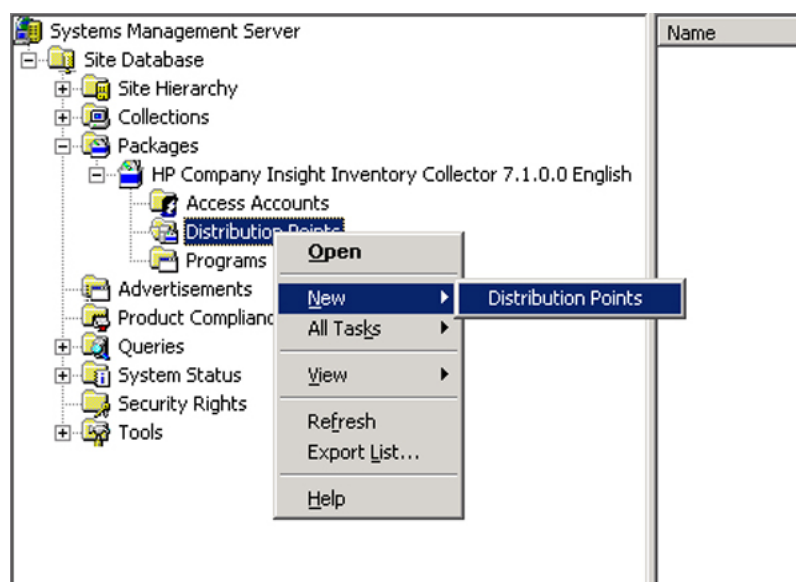 Systems Management Server
Name
Site Database
Site Hierarchy
Collections
Packages
HP Company Insight Inventory Collector 7.1.0.0 English
Access Accounts
Distribution Points
Open
Programs
Advertisements
New
Distribution Points
Product Complianc
All Tasks
Queries
System Status
View
Security Rights
Refresh
Tools
Export List...
Help